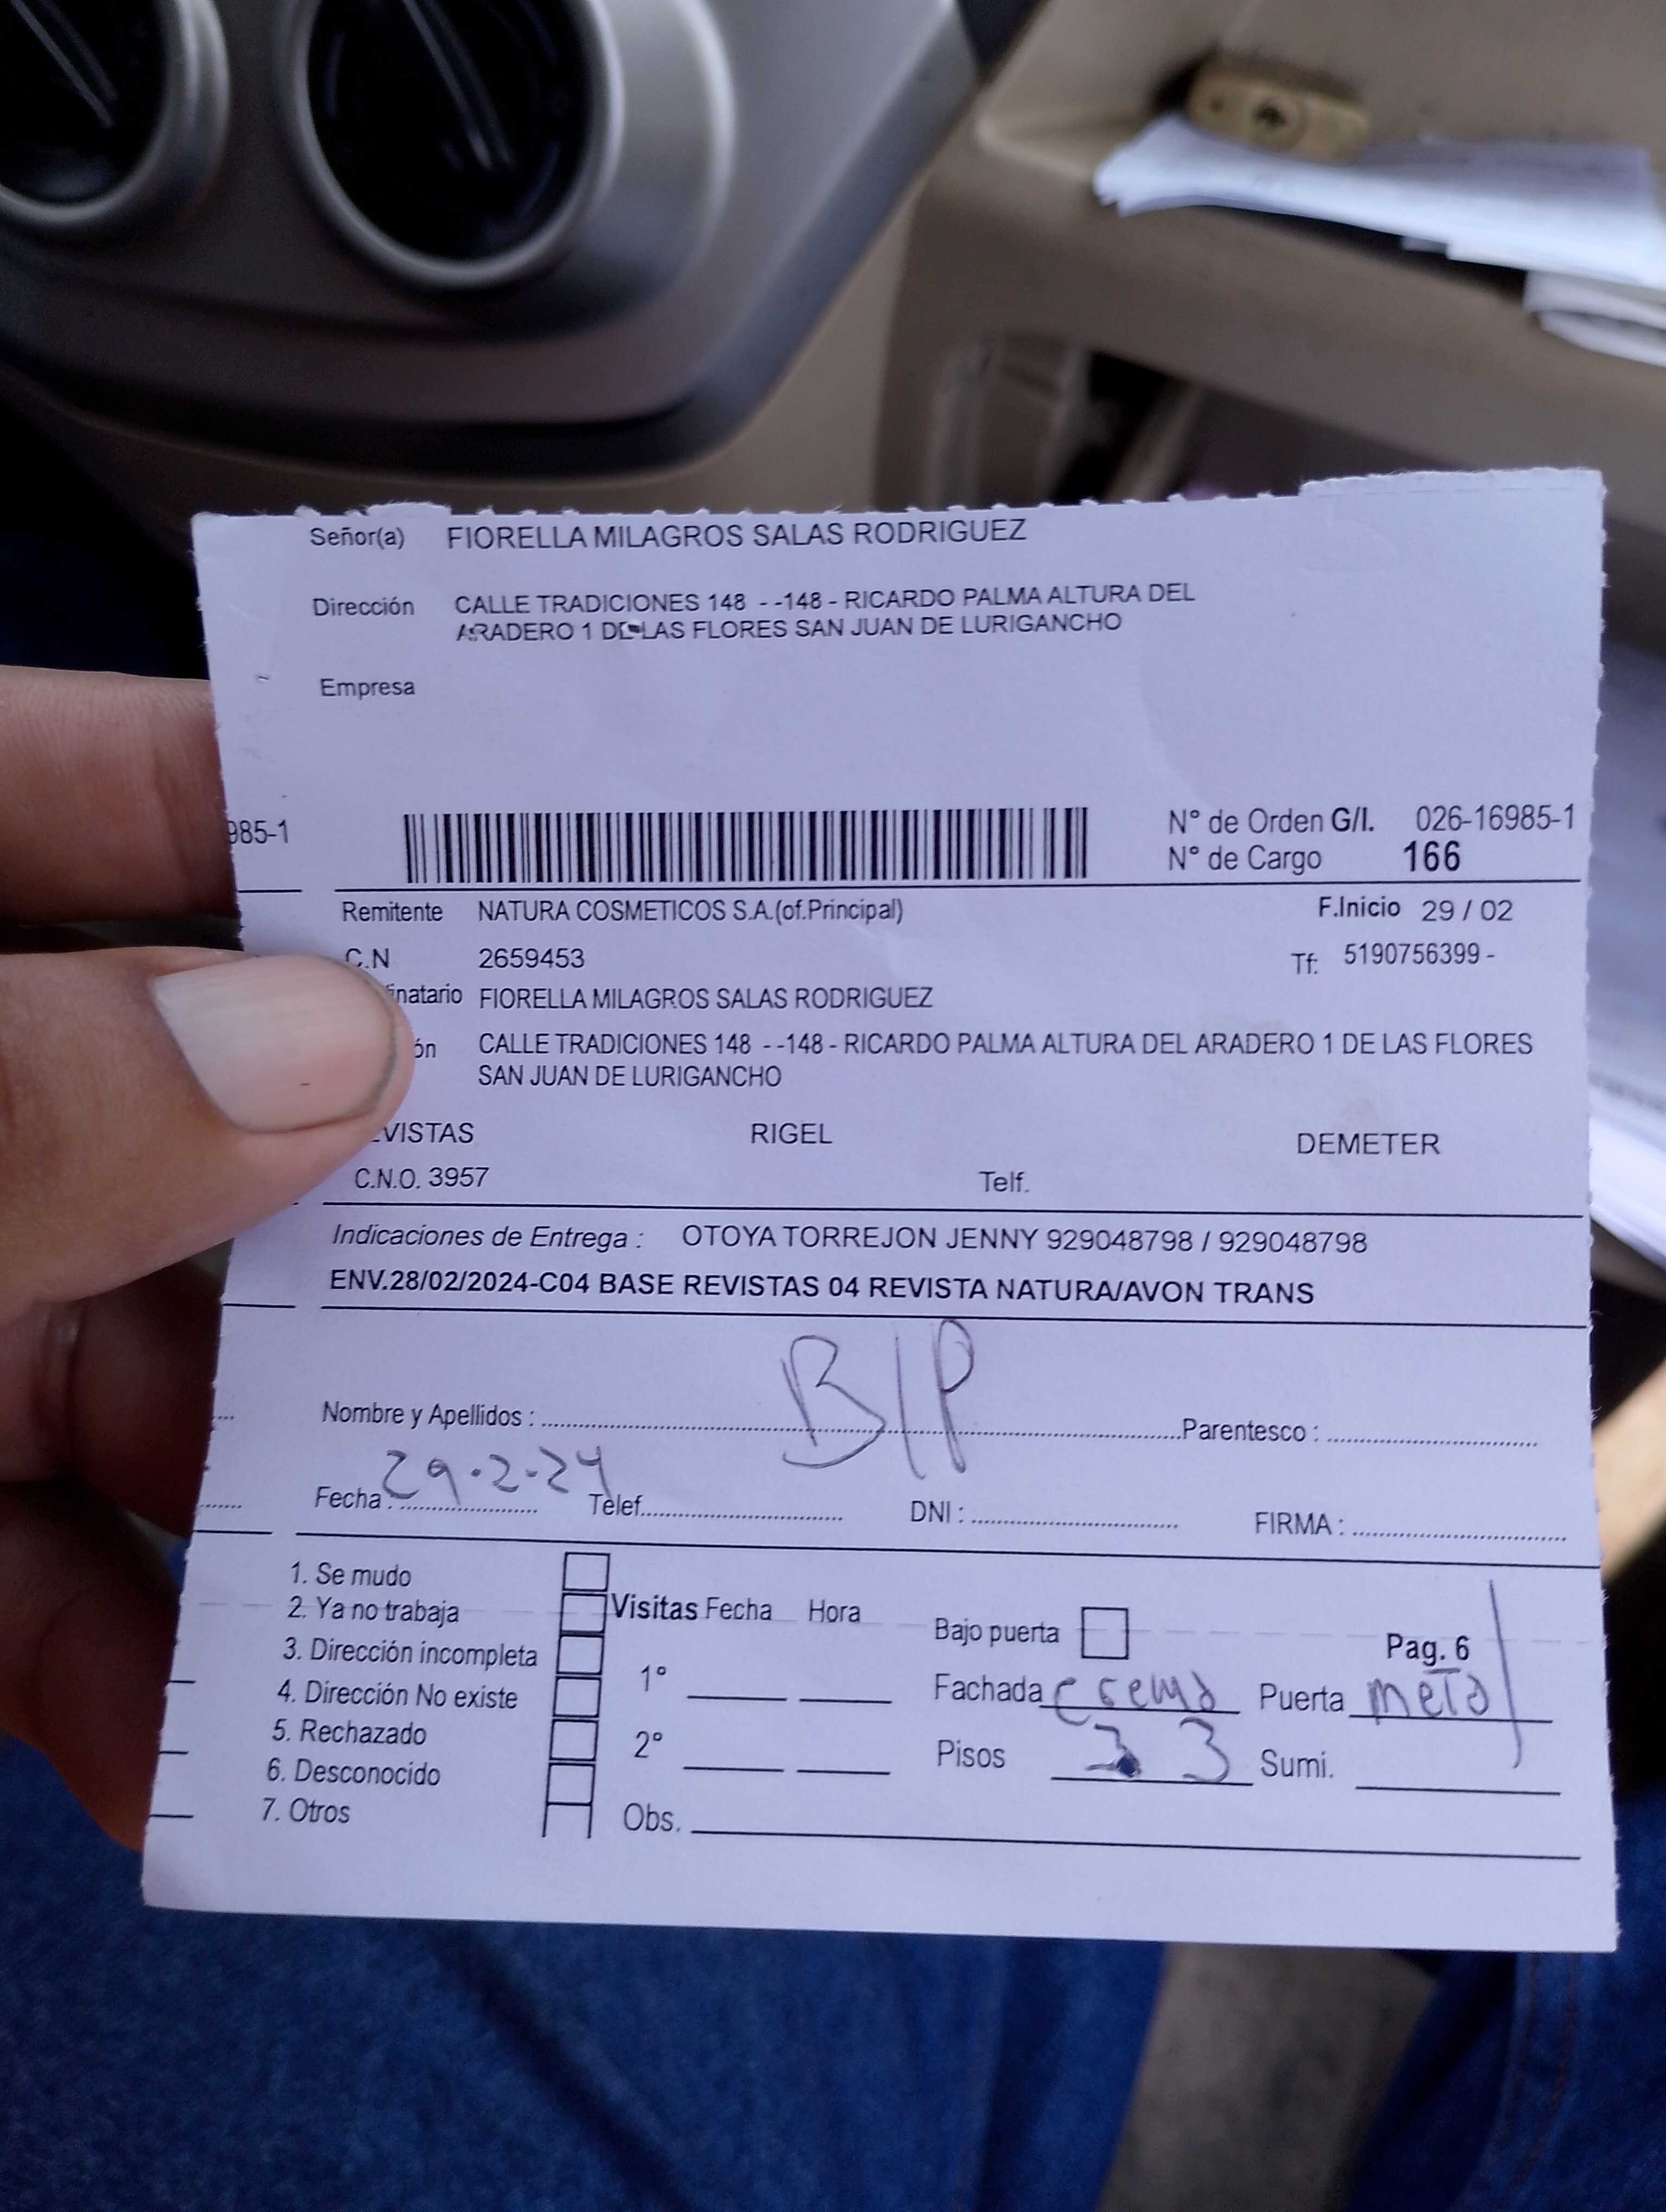 Señor(a) FIORELLA MILAGROS SALAS RODRIGUEZ
Dirección CALLE TRADICIONES 148 - -148 - RICARDO PALMA ALTURA DEL
ARADERO 1 DE LAS FLORES SAN JUAN DE LURIGANCHO
Empresa
985-1
N° de Orden G/I. 026-16985-1
N° de Cargo 166
Remitente NATURA COSMETICOS S.A.(of.Principal) F.Inicio 29 / 02
C.N 2659453 Tf: 5190756399 -
inatario FIORELLA MILAGROS SALAS RODRIGUEZ
ón CALLE TRADICIONES 148 - -148 - RICARDO PALMA ALTURA DEL ARADERO 1 DE LAS FLORES
SAN JUAN DE LURIGANCHO
EVISTAS RIGEL DEMETER
C.N.O. 3957 Telf.
Indicaciones de Entrega : OTOYA TORREJON JENNY 929048798 / 929048798
ENV.28/02/2024-C04 BASE REVISTAS 04 REVISTA NATURA/AVON TRANS
Nombre y Apellidos : B/P Parentesco :
Fecha : 29-2-24 Telef. DNI : FIRMA :
1. Se mudo
2. Ya no trabaja Visitas Fecha Hora Bajo puerta Pag. 6
3. Dirección incompleta
4. Dirección No existe 1° Fachada crema Puerta metal
5. Rechazado
6. Desconocido 2° Pisos 3 Sumi.
7. Otros Obs.